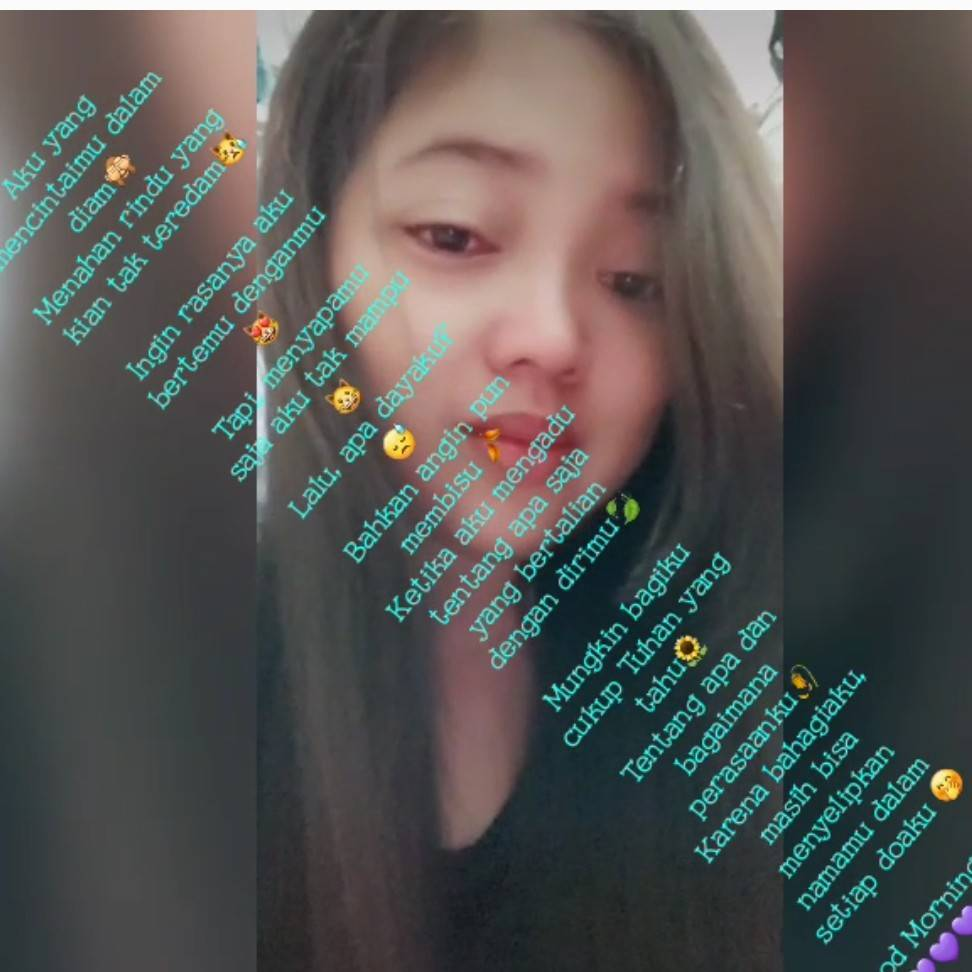 Aku yang
mencintaimu dalam
diam🙈
Menahan rindu yang
kian tak teredam😿
Ingin rasanya aku
bertemu denganmu
😻
Tapi menyapamu
saja aku tak mampu
😼
Lalu, apa dayaku?
😓
Bahkan angin pun
membisu🍂
Ketika aku mengadu
tentang apa saja
yang bertalian
dengan dirimu🍃
Mungkin bagiku
cukup Tuhan yang
tahu🌻
Tentang apa dan
bagaimana
perasaanku
Karena bahagiaku,
masih bisa
menyelipkan
namamu dalam
setiap doaku🤭
od Morning
💜💜💜